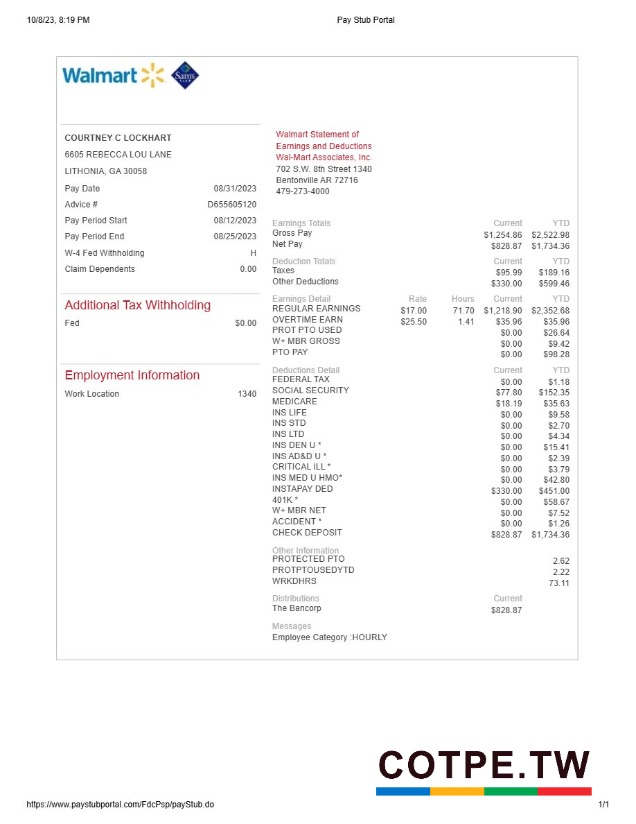 10/8/23, 8:19 PM Pay Stub Portal
Walmart Sam's
COURTNEY C LOCKHART
6605 REBECCA LOU LANE
LITHONIA, GA 30058
Pay Date 08/31/2023
Advice # D655605120
Pay Period Start 08/12/2023
Pay Period End 08/25/2023
W-4 Fed Withholding H
Claim Dependents 0.00
Additional Tax Withholding
Fed $0.00
Employment Information
Work Location 1340
Walmart Statement of
Earnings and Deductions
Wal-Mart Associates, Inc.
702 S.W. 8th Street 1340
Bentonville AR 72716
479-273-4000
Earnings Totals Current YTD
Gross Pay $1,254.86 $2,522.98
Net Pay $828.87 $1,734.36
Deduction Totals Current YTD
Taxes $95.99 $189.16
Other Deductions $330.00 $599.46
Earnings Detail Rate Hours Current YTD
REGULAR EARNINGS $17.00 71.70 $1,218.90 $2,352.68
OVERTIME EARN $25.50 1.41 $35.96 $35.96
PROT PTO USED $0.00 $26.64
W+ MBR GROSS $0.00 $9.42
PTO PAY $0.00 $98.28
Deductions Detail Current YTD
FEDERAL TAX $0.00 $1.18
SOCIAL SECURITY $77.80 $152.35
MEDICARE $18.19 $35.63
INS LIFE $0.00 $9.58
INS STD $0.00 $2.70
INS LTD $0.00 $4.34
INS DEN U * $0.00 $15.41
INS AD&D U * $0.00 $2.39
CRITICAL ILL * $0.00 $3.79
INS MED U HMO* $0.00 $42.80
INSTAPAY DED $330.00 $451.00
401K * $0.00 $58.67
W+ MBR NET $0.00 $7.52
ACCIDENT * $0.00 $1.26
CHECK DEPOSIT $828.87 $1,734.36
Other Information
PROTECTED PTO 2.62
PROTPTOUSEDYTD 2.22
WRKDHRS 73.11
Distributions Current
The Bancorp $828.87
Messages
Employee Category :HOURLY
COTPE.TW
https://www.paystubportal.com/FdcPsp/payStub.do 1/1